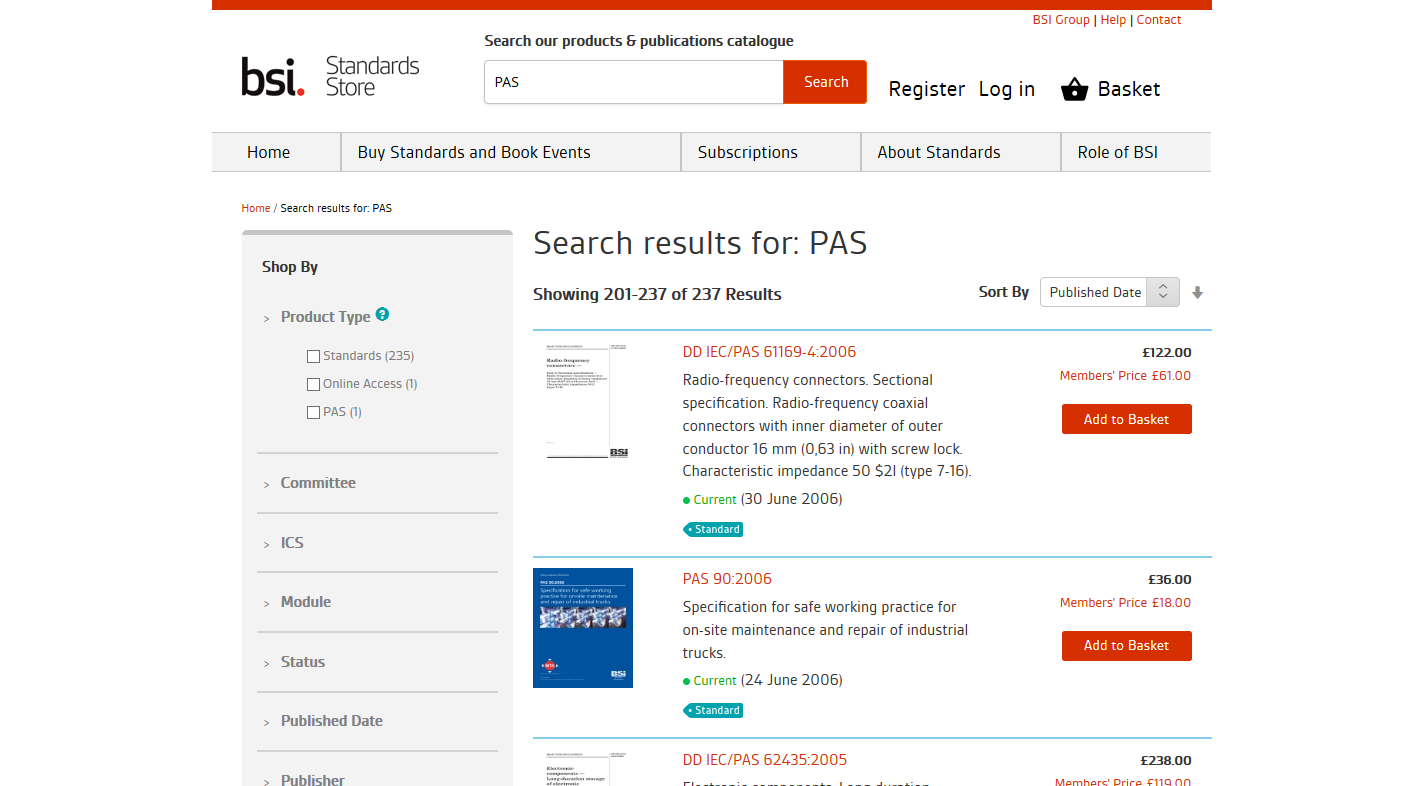 BSI Group | Help | Contact
Search our products & publications catalogue
bsi. Standards Store
PAS
Search
Register Log in Basket
Home
Buy Standards and Book Events
Subscriptions
About Standards
Role of BSI
Home / Search results for: PAS
Shop By
Product Type ?
Standards (235)
Online Access (1)
PAS (1)
Committee
ICS
Module
Status
Published Date
Publisher
Search results for: PAS
Showing 201-237 of 237 Results
Sort By Published Date
Radio-frequency
connectors —
BSi
DD IEC/PAS 61169-4:2006
Radio-frequency connectors. Sectional
specification. Radio-frequency coaxial
connectors with inner diameter of outer
conductor 16 mm (0,63 in) with screw lock.
Characteristic impedance 50 $2l (type 7-16).
Current (30 June 2006)
Standard
£122.00
Members' Price £61.00
Add to Basket
PAS 90:2006
Specification for safe working
practice for on-site maintenance
and repair of industrial trucks
BSi
PAS 90:2006
Specification for safe working practice for
on-site maintenance and repair of industrial
trucks.
Current (24 June 2006)
Standard
£36.00
Members' Price £18.00
Add to Basket
Electronic
components —
Long-duration storage
of electronic
DD IEC/PAS 62435:2005
Electronic components. Long duration
£238.00
Members' Price £119.00